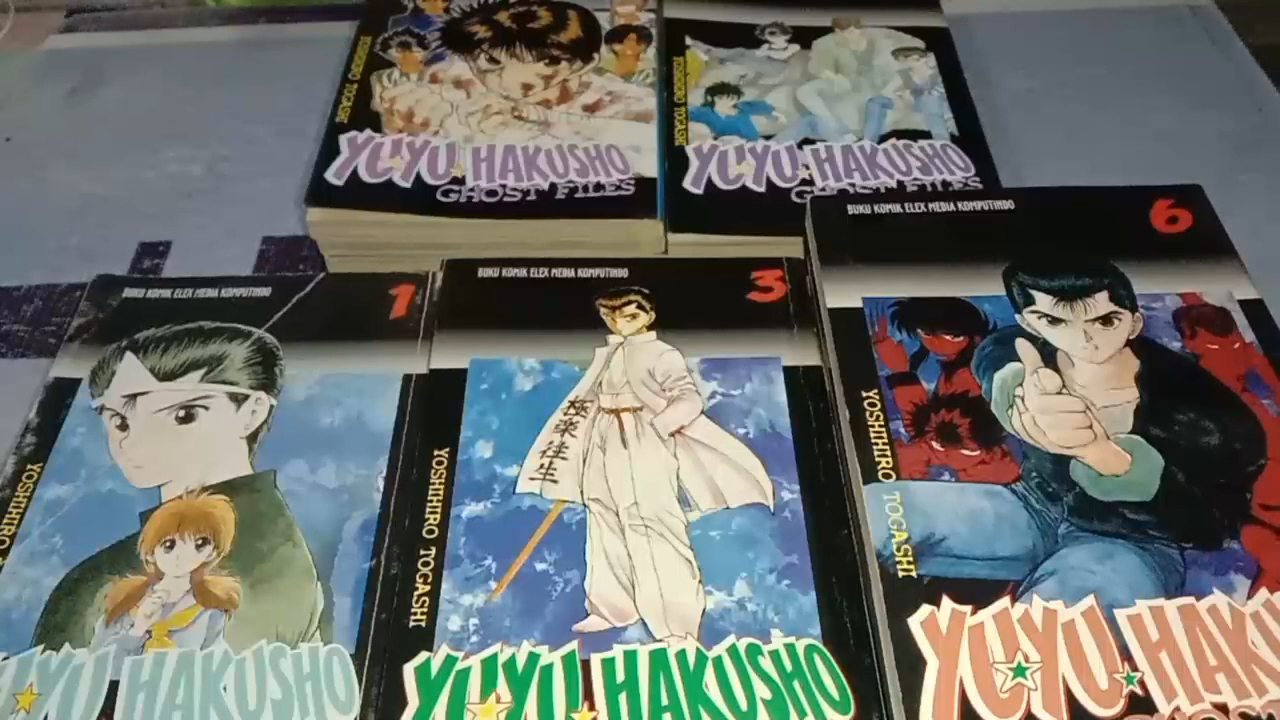 YOSHIHIRO TOGASHI
YUYU HAKUSHO
GHOST FILES
YOSHIHIRO TOGASHI
YUYU HAKUSHO
GHOST FILES
BUKU KOMIK ELEX MEDIA KOMPUTINDO
1
YOSHIHIRO
YUYU HAKUSHO
BUKU KOMIK ELEX MEDIA KOMPUTINDO
3
極楽往生
YOSHIHIRO TOGASHI
YUYU HAKUSHO
BUKU KOMIK ELEX MEDIA KOMPUTINDO
6
YOSHIHIRO TOGASHI
YUYU HAKU